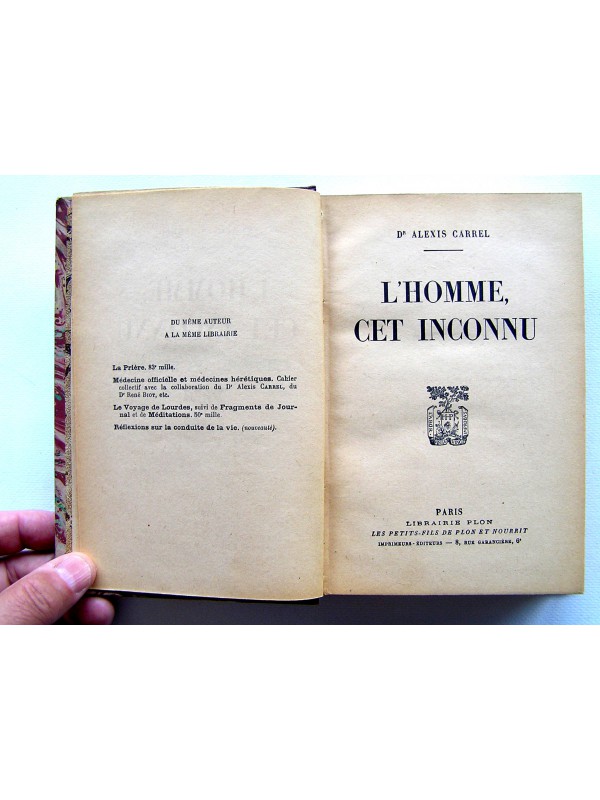 DU MÊME AUTEUR
A LA MÊME LIBRAIRIE
La Prière. 83e mille.
Médecine officielle et médecines hérétiques. Cahier
collectif avec la collaboration du Dr Alexis CARREL, du
Dr René BIOT, etc.
Le Voyage de Lourdes, suivi de Fragments de Jour-
nal et de Méditations. 50e mille.
Réflexions sur la conduite de la vie. (nouveauté).
Dr ALEXIS CARREL
L'HOMME,
CET INCONNU
PARIS
LIBRAIRIE PLON
LES PETITS-FILS DE PLON ET NOURRIT
IMPRIMEURS-ÉDITEURS — 8, RUE GARANCIÈRE, 6e